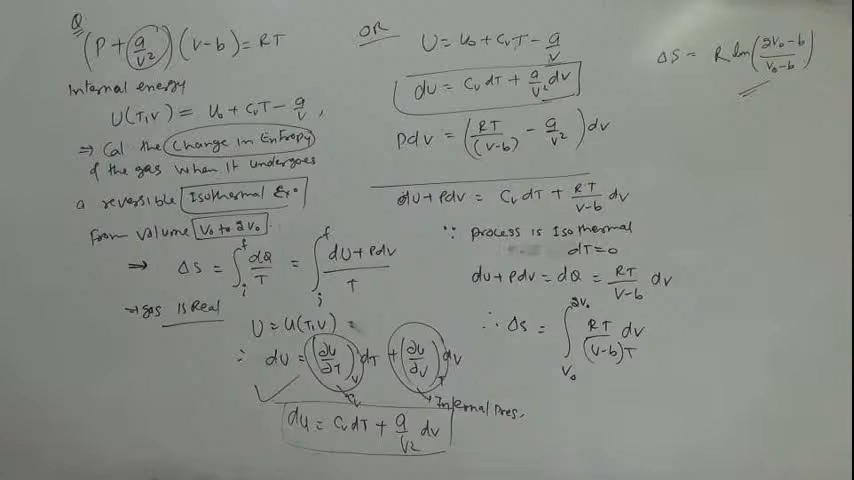 Q
(P + a/V²) (V-b) = RT
Internal energy
U(T,V) = U₀ + CᵥT - a/V,
⇒ Cal the Change in Entropy
of the gas when it undergoes
a reversible Isothermal Exⁿ
from volume V₀ to 2V₀.
⇒ ΔS = ∫ᵢᶠ dQ/T = ∫ᵢᶠ (dU + PdV)/T
→ gas is Real
U = U(T,V) =
∴ dU = (∂U/∂T)ᵥ dT + (∂U/∂V)_T dV
Cᵥ
→ Internal Pres.
dU = CᵥdT + a/V² dV
OR
U = U₀ + CᵥT - a/V
dU = CᵥdT + a/V² dV
PdV = (RT/(V-b) - a/V²) dV
dU + PdV = CᵥdT + RT/(V-b) dV
∵ process is Isothermal
dT = 0
dU + PdV = dQ = RT/(V-b) dV
∴ ΔS = ∫_V₀^2V₀ RT dV/((V-b)T)
ΔS = R ln((2V₀-b)/(V₀-b))